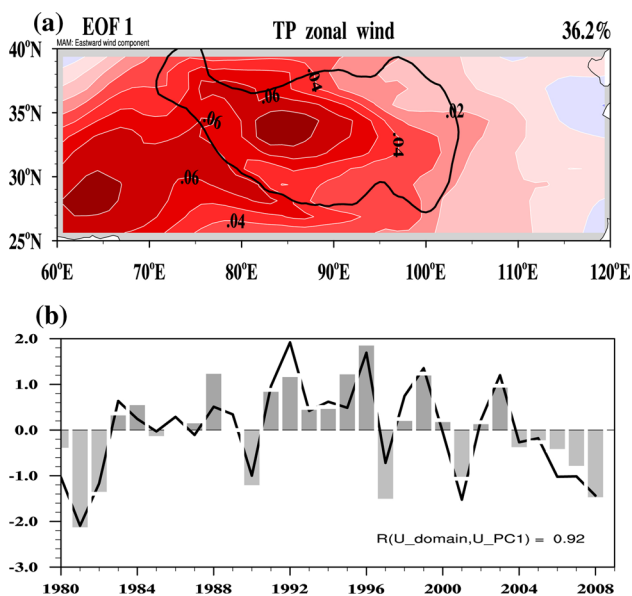 (a) EOF 1 TP zonal wind 36.2%
MAM: Eastward wind component
40°N
35°N
30°N
25°N
.04
.06
.02
.06
.04
.06
.04
60°E 70°E 80°E 90°E 100°E 110°E 120°E
(b)
2.0
1.0
0.0
-1.0
-2.0
-3.0
R(U_domain,U_PC1) = 0.92
1980 1984 1988 1992 1996 2000 2004 2008